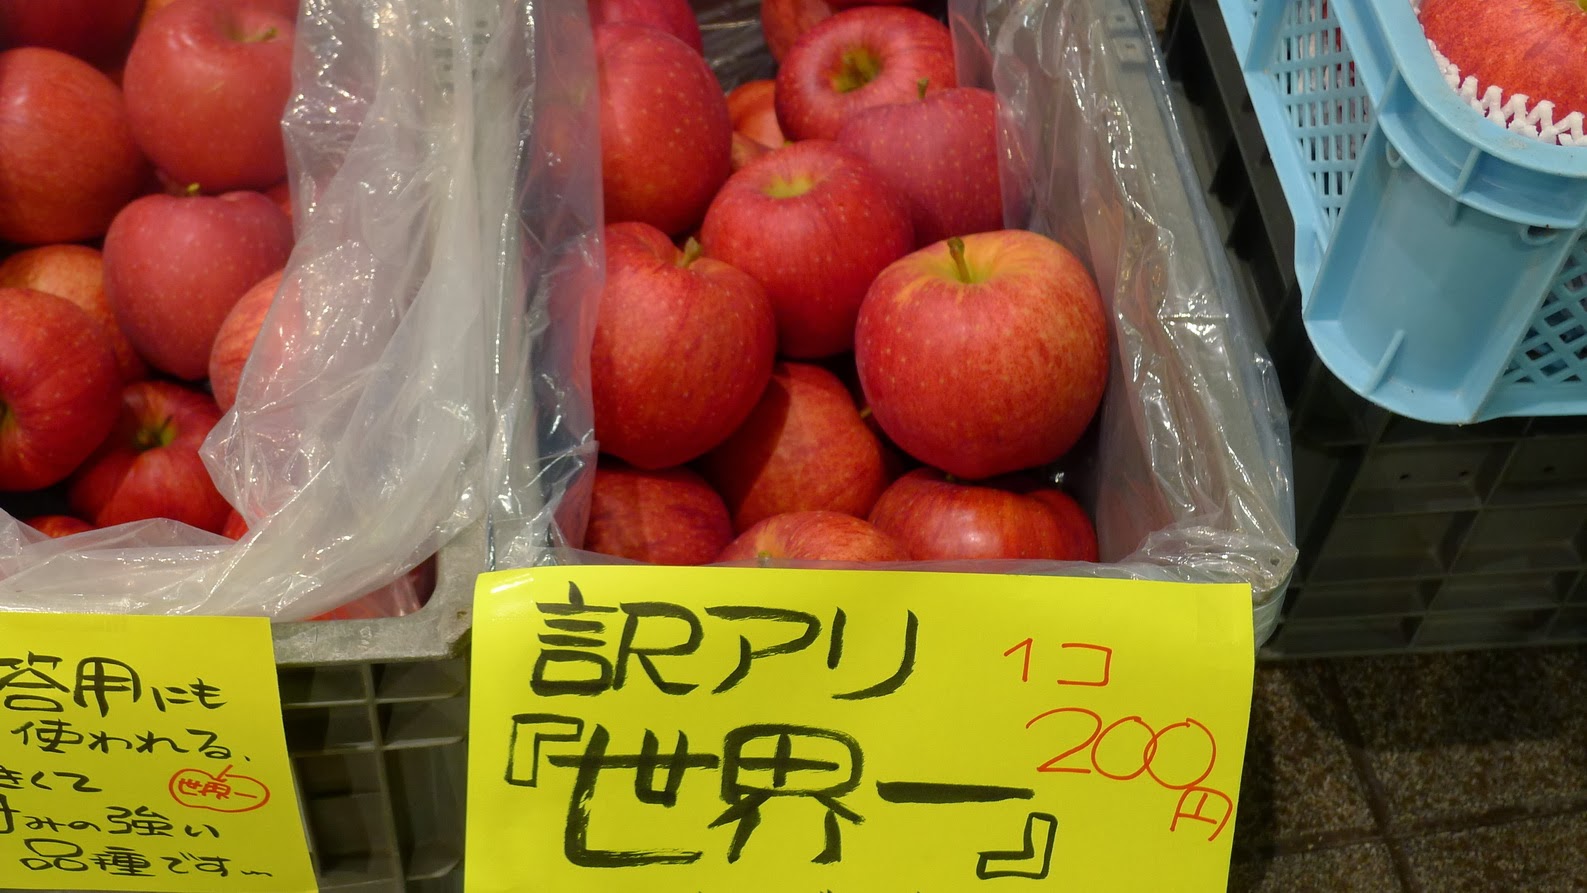 答用にも
使われる、
きくて
世界一
甘みの強い
品種です
訳アリ
『世界一』
1コ
200
円